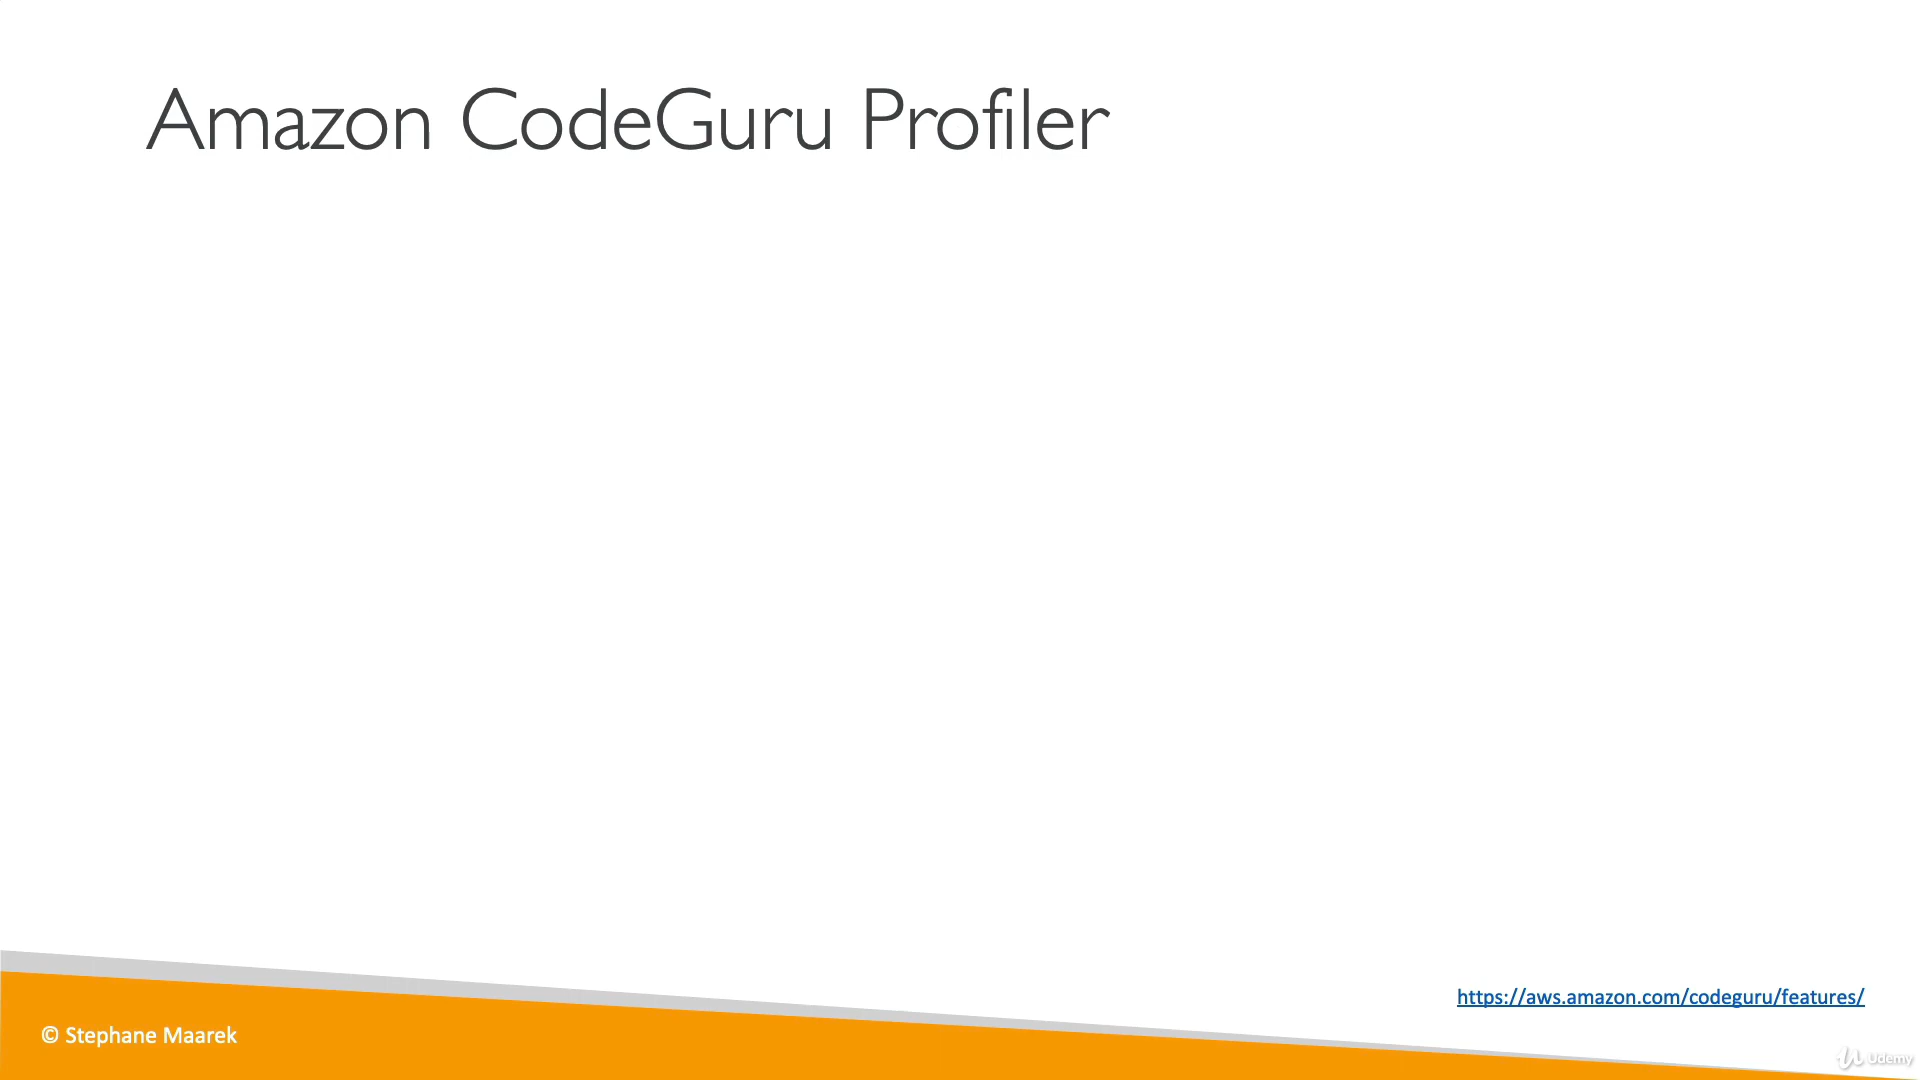 Amazon CodeGuru Profiler
https://aws.amazon.com/codeguru/features/
© Stephane Maarek
Udemy